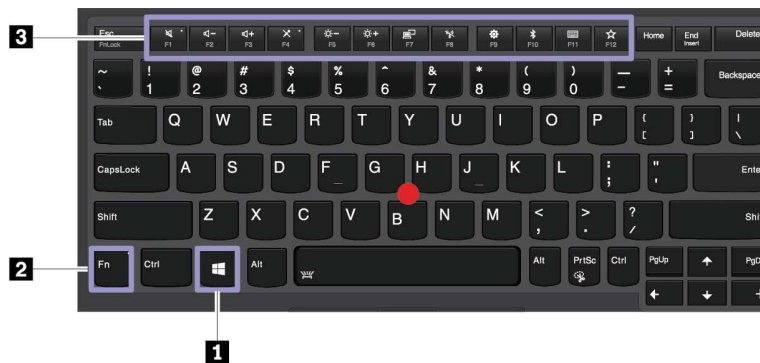 3
Esc
FnLock
F1 F2 F3 F4 F5 F6 F7 F8 F9 F10 F11 F12
Home
End
Insert
Delete
~ ! @ # $ % ^ & * ( ) — +
` 1 2 3 4 5 6 7 8 9 0 - =
Backspace
Tab Q W E R T Y U I O P { } |
[ ] \
CapsLock A S D F G H J K L : "
; '
Ente
Shift Z X C V B N M < > ?
, . /
Shi
2
Fn Ctrl Alt Alt PrtSc Ctrl PgUp PgD
1